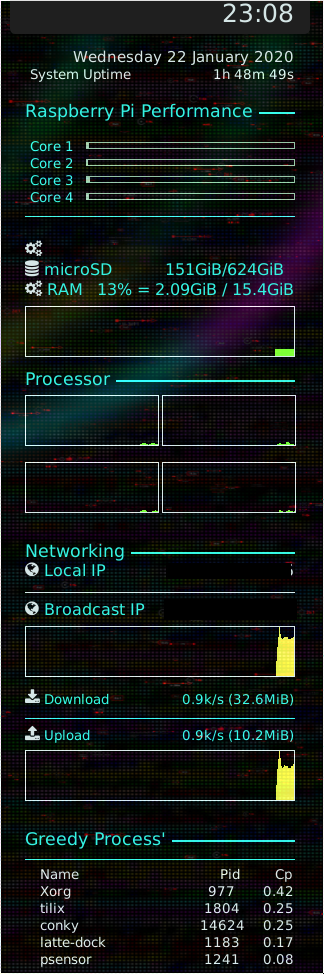 23:08
Wednesday 22 January 2020
System Uptime 1h 48m 49s
Raspberry Pi Performance
Core 1
Core 2
Core 3
Core 4
microSD 151GiB/624GiB
RAM 13% = 2.09GiB / 15.4GiB
Processor
Networking
Local IP
Broadcast IP
Download 0.9k/s (32.6MiB)
Upload 0.9k/s (10.2MiB)
Greedy Process'
Name Pid Cp
Xorg 977 0.42
tilix 1804 0.25
conky 14624 0.25
latte-dock 1183 0.17
psensor 1241 0.08